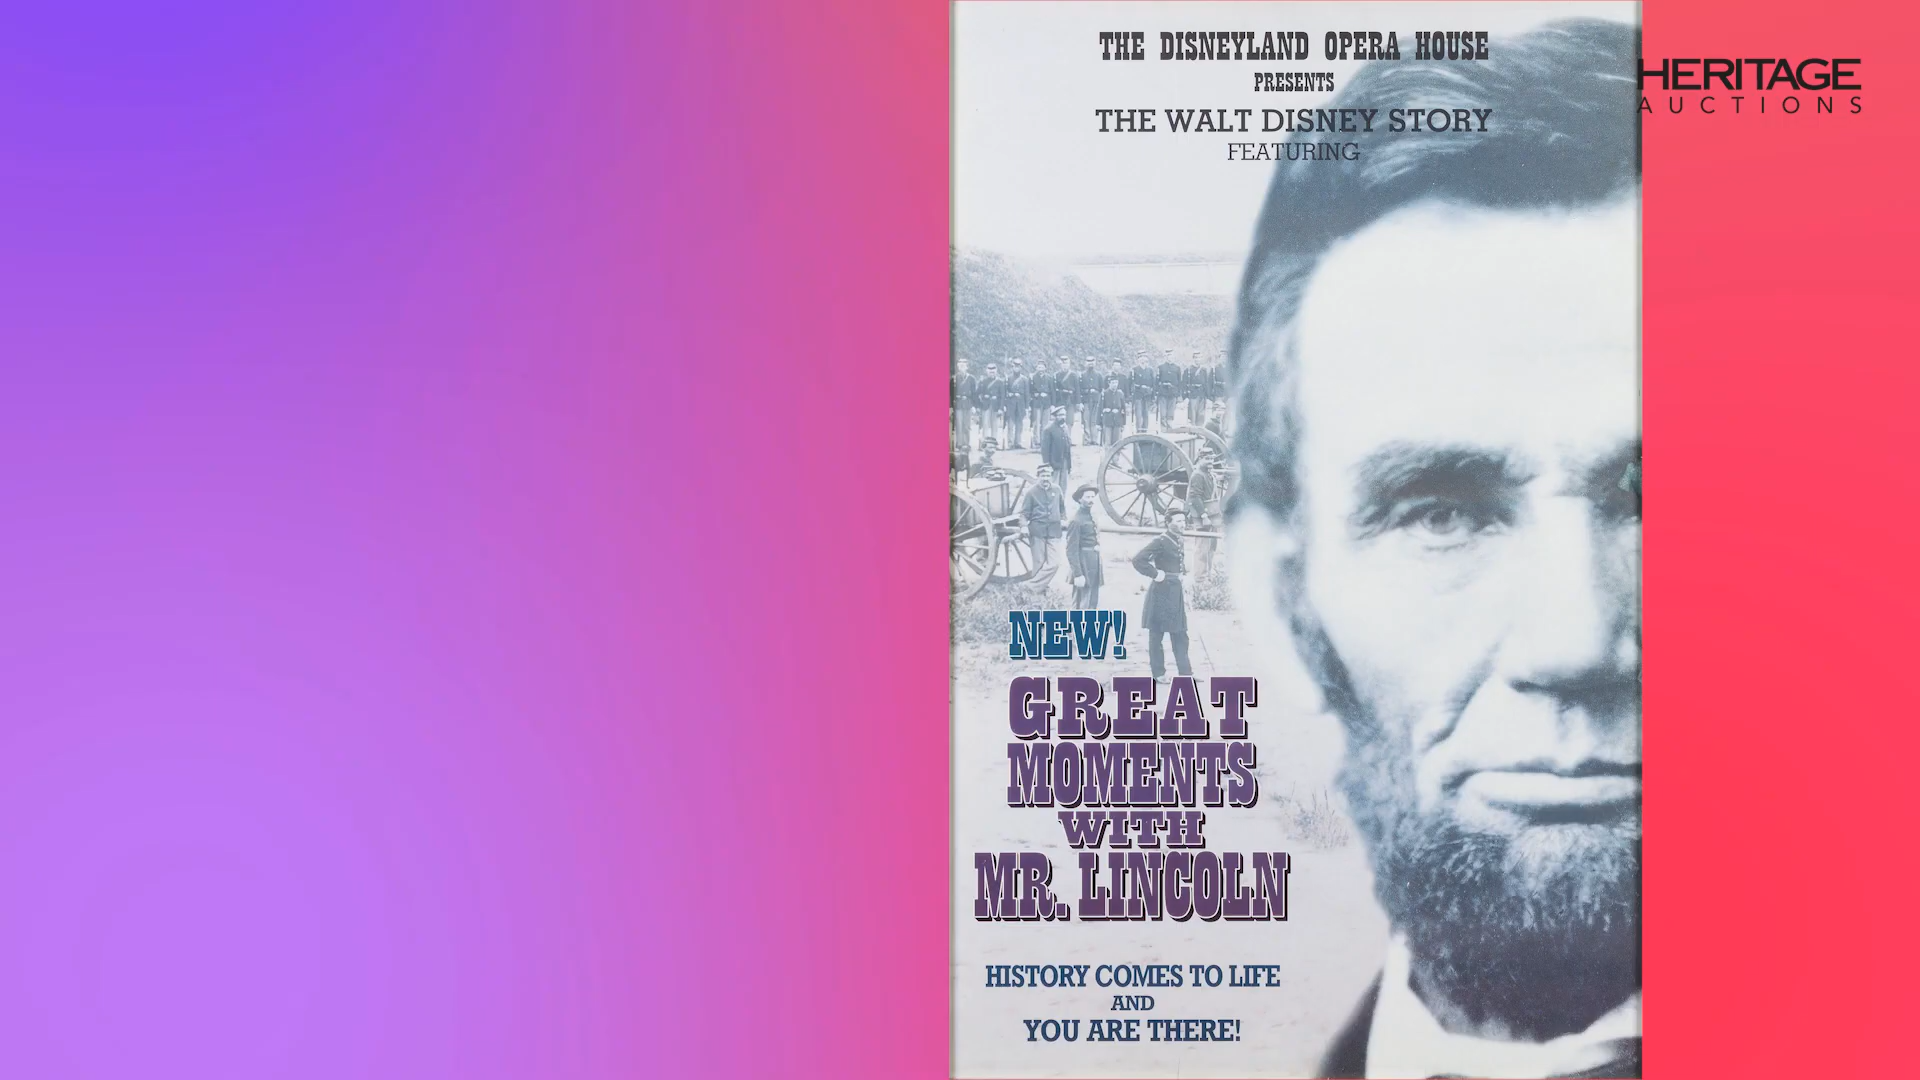 THE DISNEYLAND OPERA HOUSE
PRESENTS
THE WALT DISNEY STORY
FEATURING
HERITAGE
AUCTIONS
NEW!
GREAT
MOMENTS
WITH
MR. LINCOLN
HISTORY COMES TO LIFE
AND
YOU ARE THERE!